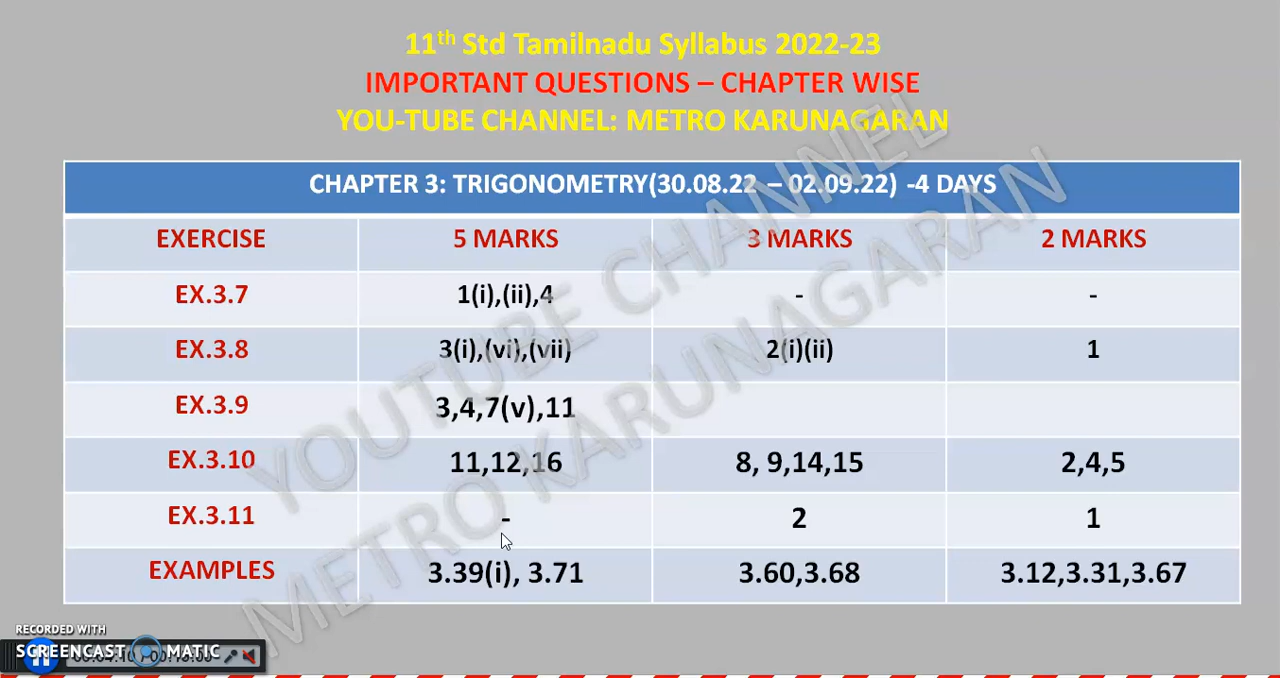 11th Std Tamilnadu Syllabus 2022-23
IMPORTANT QUESTIONS – CHAPTER WISE
YOU-TUBE CHANNEL: METRO KARUNAGARAN
CHAPTER 3: TRIGONOMETRY(30.08.22 – 02.09.22) -4 DAYS
EXERCISE 5 MARKS 3 MARKS 2 MARKS
EX.3.7 1(i),(ii),4 - -
EX.3.8 3(i),(vi),(vii) 2(i)(ii) 1
EX.3.9 3,4,7(v),11
EX.3.10 11,12,16 8, 9,14,15 2,4,5
EX.3.11 - 2 1
EXAMPLES 3.39(i), 3.71 3.60,3.68 3.12,3.31,3.67
YOUTUBE CHANNEL
METRO KARUNAGARAN
RECORDED WITH
SCREENCAST MATIC